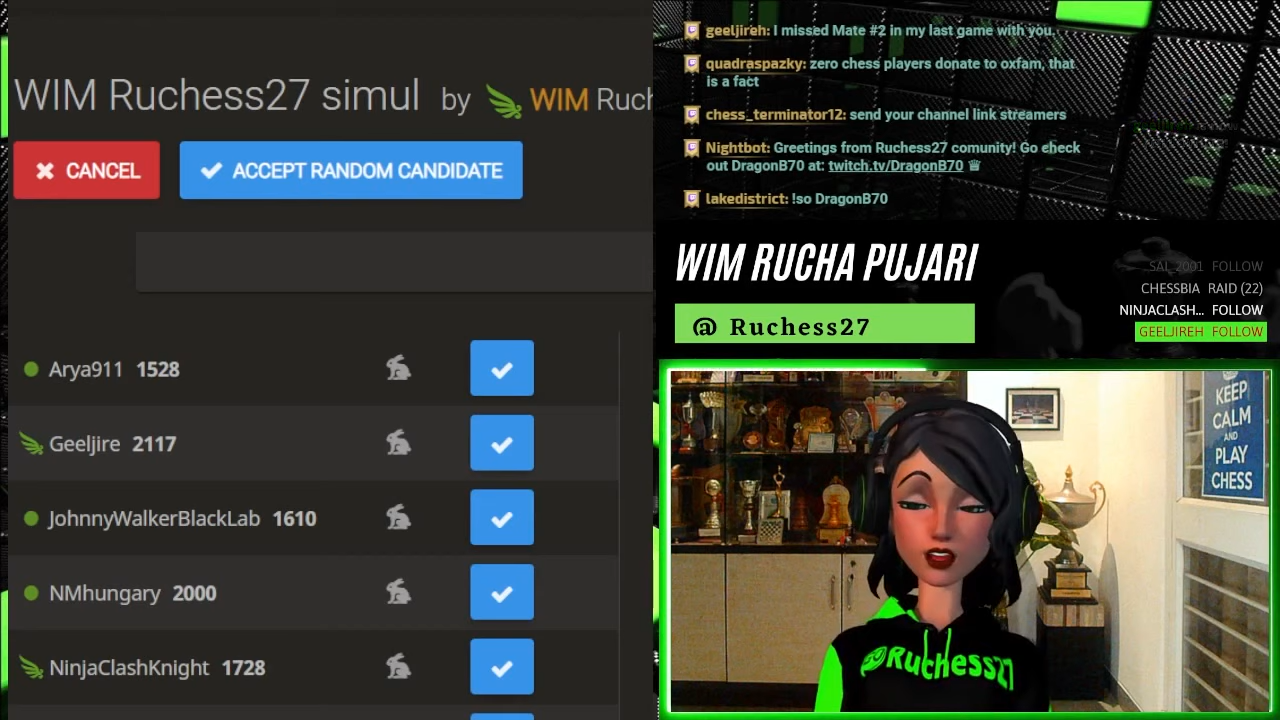 WIM Ruchess27 simul by WIM Ruch
CANCEL
ACCEPT RANDOM CANDIDATE
Arya911 1528
Geeljire 2117
JohnnyWalkerBlackLab 1610
NMhungary 2000
NinjaClashKnight 1728
geeljireh: I missed Mate #2 in my last game with you.
quadraspazky: zero chess players donate to oxfam, that
is a fact
chess_terminator12: send your channel link streamers
Nightbot: Greetings from Ruchess27 comunity! Go check
out DragonB70 at: twitch.tv/DragonB70 ♕
lakedistrict: !so DragonB70
WIM RUCHA PUJARI
@ Ruchess27
SAI_2001 FOLLOW
CHESSBIA RAID (22)
NINJACLASH... FOLLOW
GEELJIREH FOLLOW
KEEP
CALM
AND
PLAY
CHESS
@Ruchess27